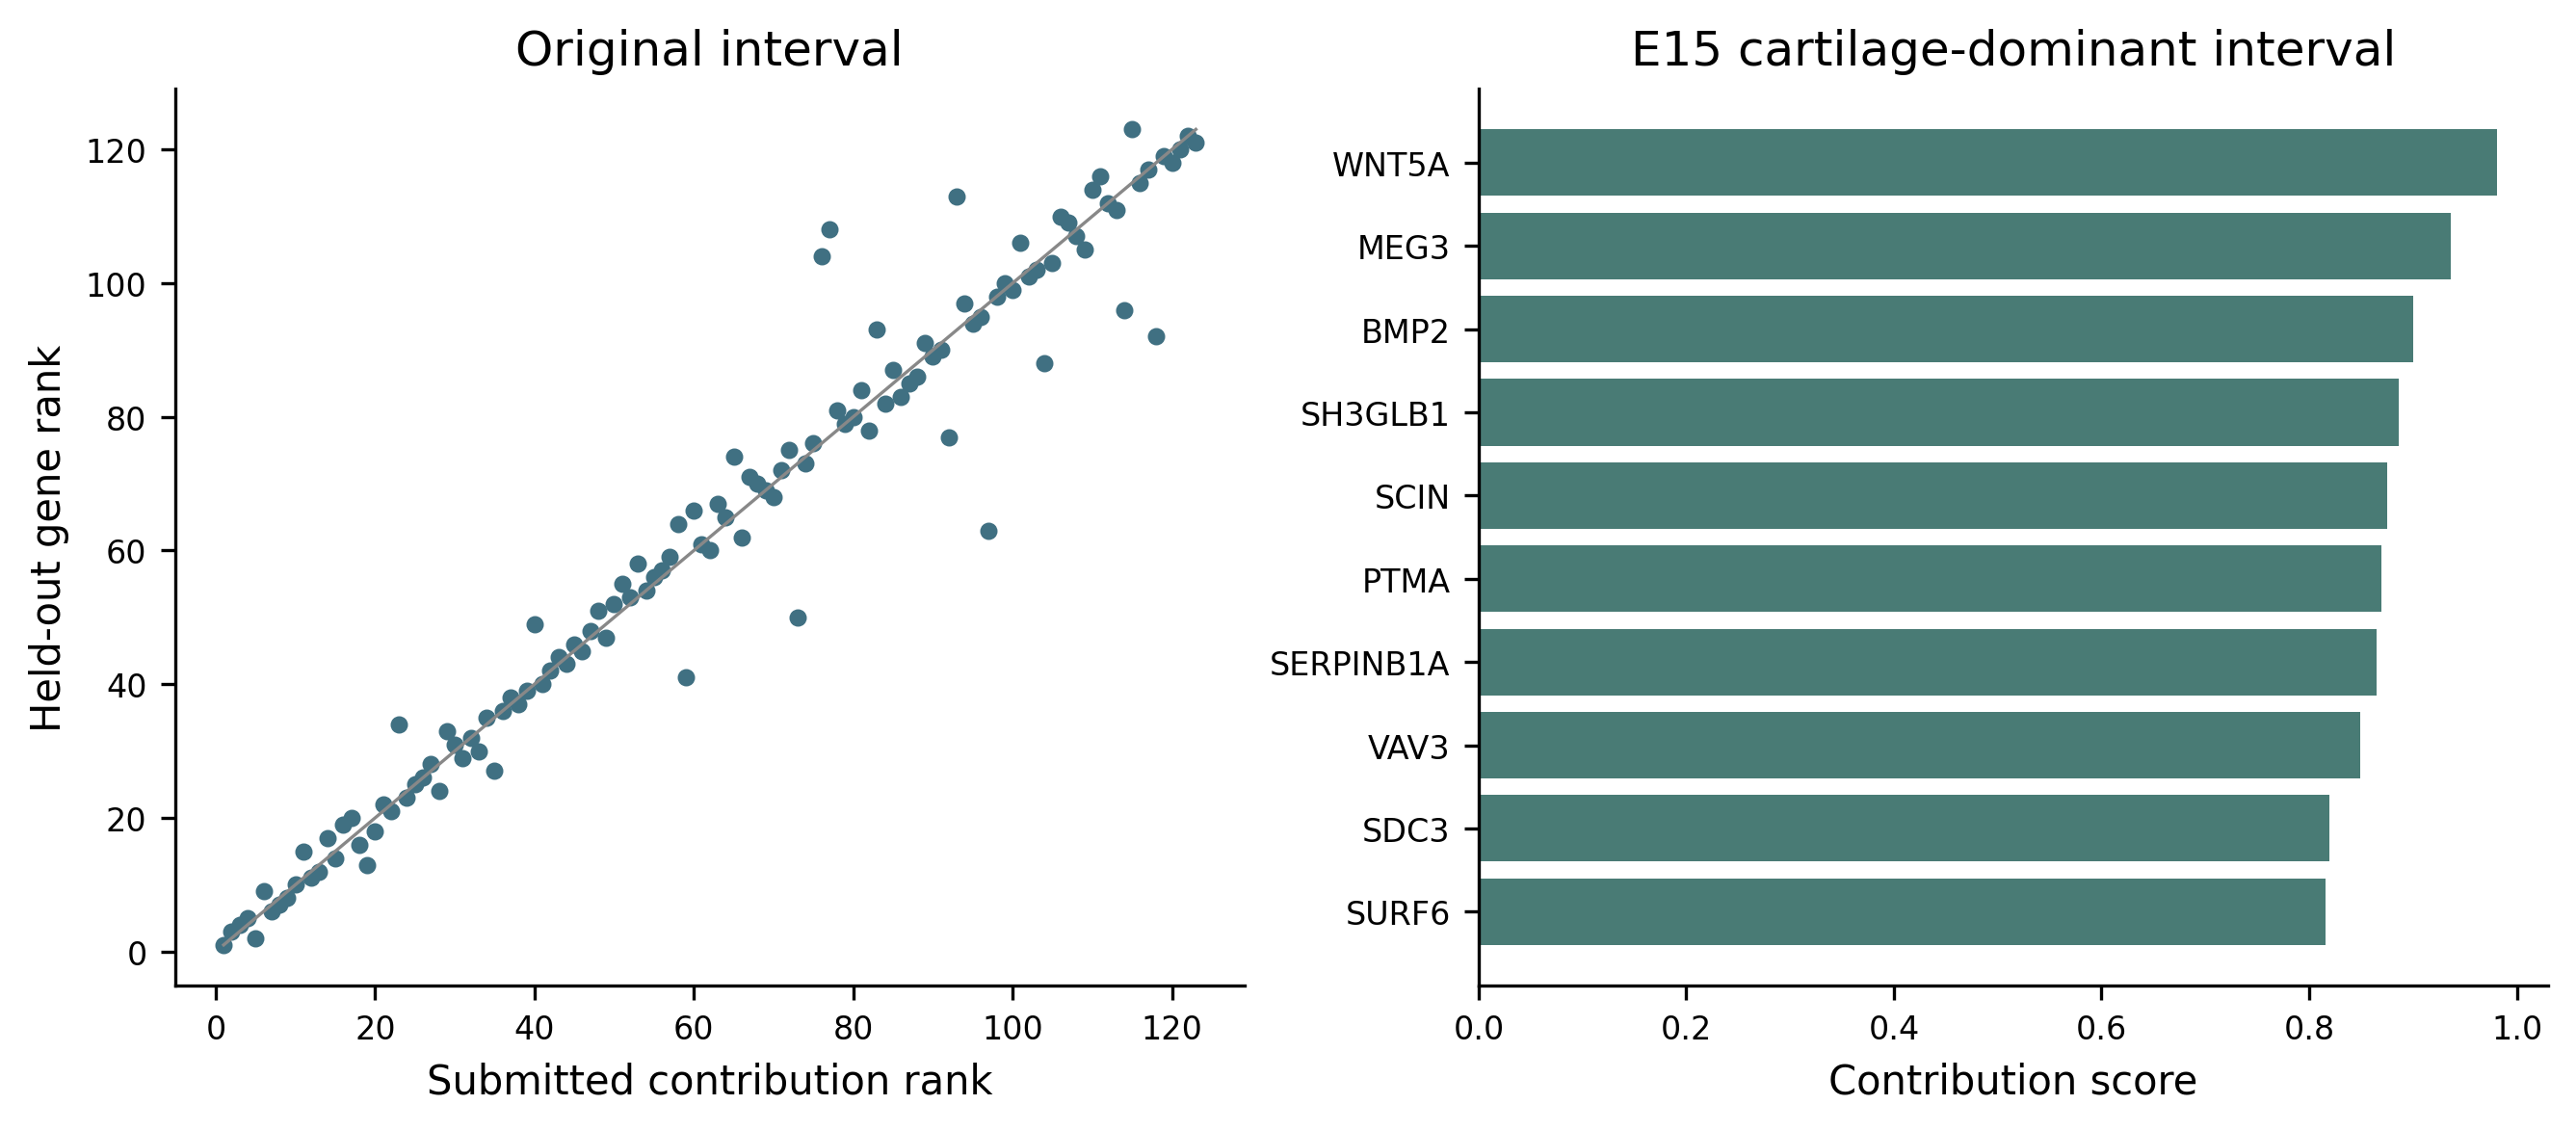 Original interval
Held-out gene rank
120
100
80
60
40
20
0
0 20 40 60 80 100 120
Submitted contribution rank
E15 cartilage-dominant interval
WNT5A
MEG3
BMP2
SH3GLB1
SCIN
PTMA
SERPINB1A
VAV3
SDC3
SURF6
0.0 0.2 0.4 0.6 0.8 1.0
Contribution score